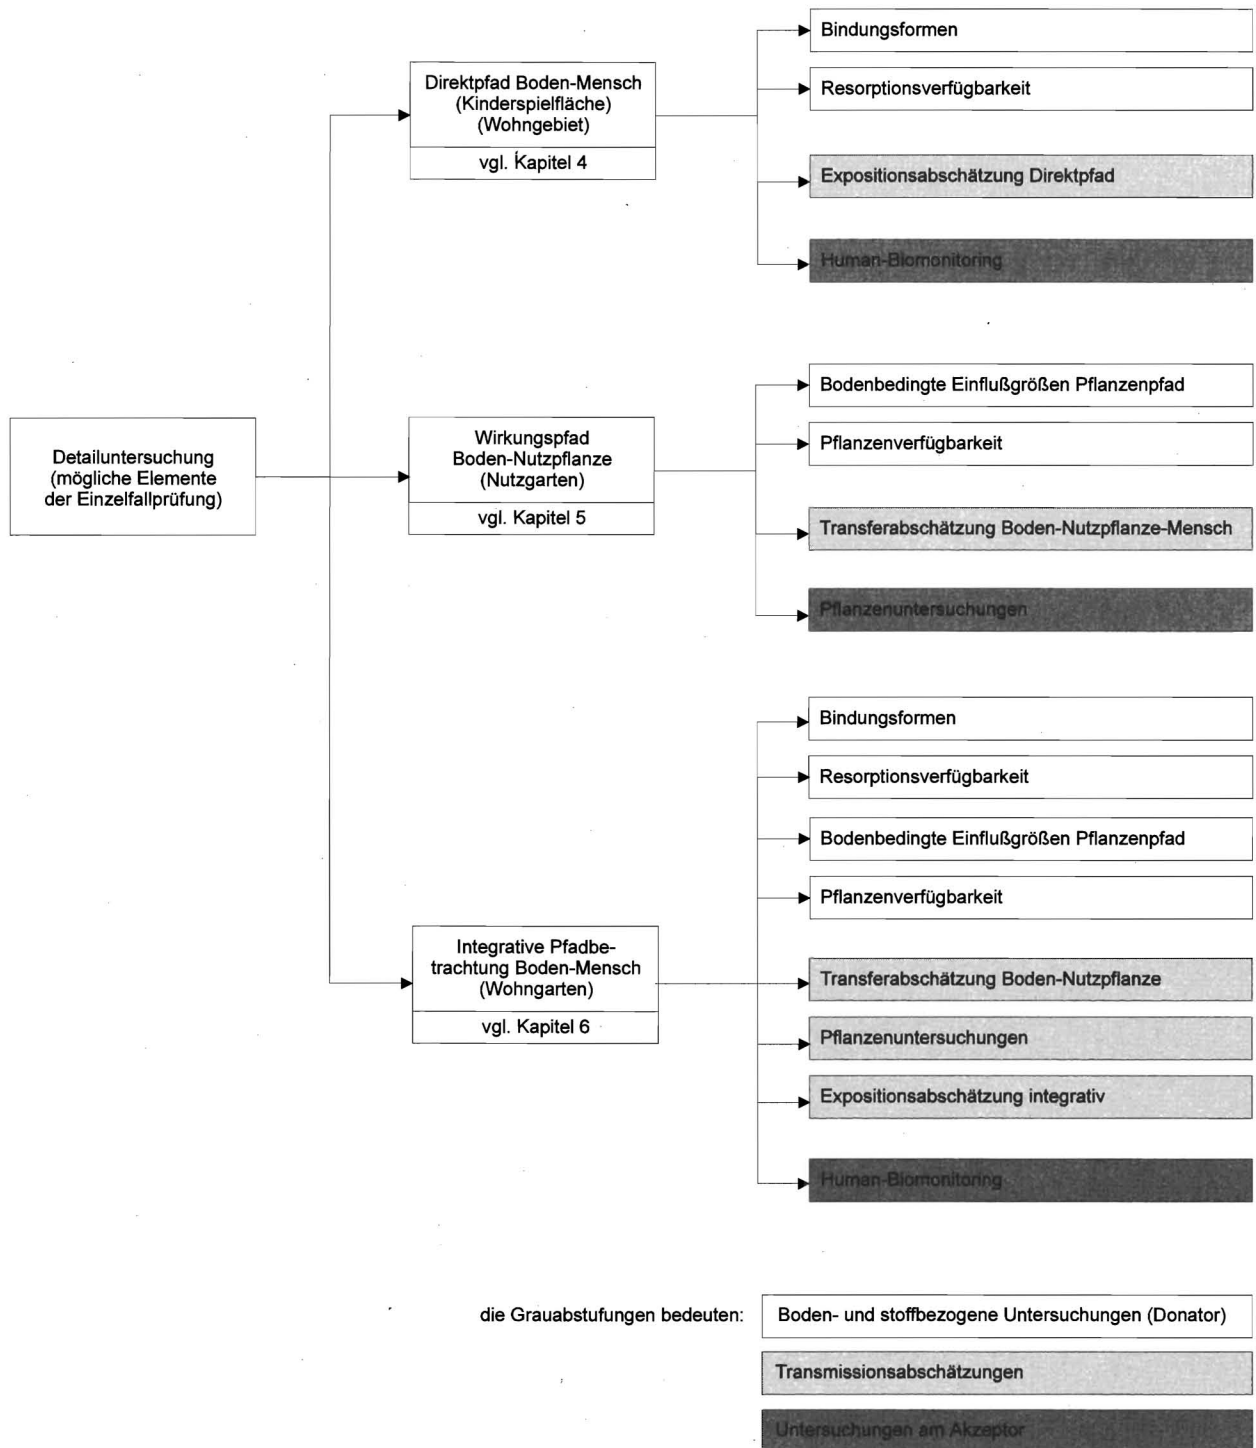 Detailuntersuchung
(mögliche Elemente
der Einzelfallprüfung)
Direktpfad Boden-Mensch
(Kinderspielfläche)
(Wohngebiet)
vgl. Kapitel 4
Bindungsformen
Resorptionsverfügbarkeit
Expositionsabschätzung Direktpfad
Human-Biomonitoring
Wirkungspfad
Boden-Nutzpflanze
(Nutzgarten)
vgl. Kapitel 5
Bodenbedingte Einflußgrößen Pflanzenpfad
Pflanzenverfügbarkeit
Transferabschätzung Boden-Nutzpflanze-Mensch
Pflanzenuntersuchungen
Integrative Pfadbe-
trachtung Boden-Mensch
(Wohngarten)
vgl. Kapitel 6
Bindungsformen
Resorptionsverfügbarkeit
Bodenbedingte Einflußgrößen Pflanzenpfad
Pflanzenverfügbarkeit
Transferabschätzung Boden-Nutzpflanze
Pflanzenuntersuchungen
Expositionsabschätzung integrativ
Human-Biomonitoring
die Grauabstufungen bedeuten:
Boden- und stoffbezogene Untersuchungen (Donator)
Transmissionsabschätzungen
Untersuchungen am Akzeptor